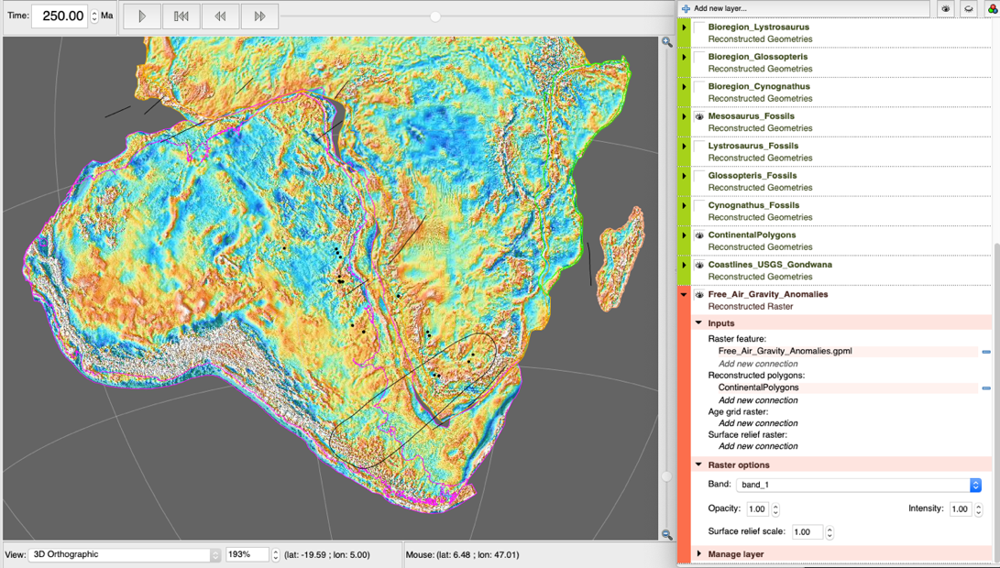 Time: 250.00 Ma
Add new layer...
Bioregion_Lystrosaurus
Reconstructed Geometries
Bioregion_Glossopteris
Reconstructed Geometries
Bioregion_Cynognathus
Reconstructed Geometries
Mesosaurus_Fossils
Reconstructed Geometries
Lystrosaurus_Fossils
Reconstructed Geometries
Glossopteris_Fossils
Reconstructed Geometries
Cynognathus_Fossils
Reconstructed Geometries
ContinentalPolygons
Reconstructed Geometries
Coastlines_USGS_Gondwana
Reconstructed Geometries
Free_Air_Gravity_Anomalies
Reconstructed Raster
Inputs
Raster feature:
Free_Air_Gravity_Anomalies.gpml
Add new connection
Reconstructed polygons:
ContinentalPolygons
Add new connection
Age grid raster:
Add new connection
Surface relief raster:
Add new connection
Raster options
Band: band_1
Opacity: 1.00 Intensity: 1.00
Surface relief scale: 1.00
Manage layer
View: 3D Orthographic 193% (lat: -19.59 ; lon: 5.00) Mouse: (lat: 6.48 ; lon: 47.01)